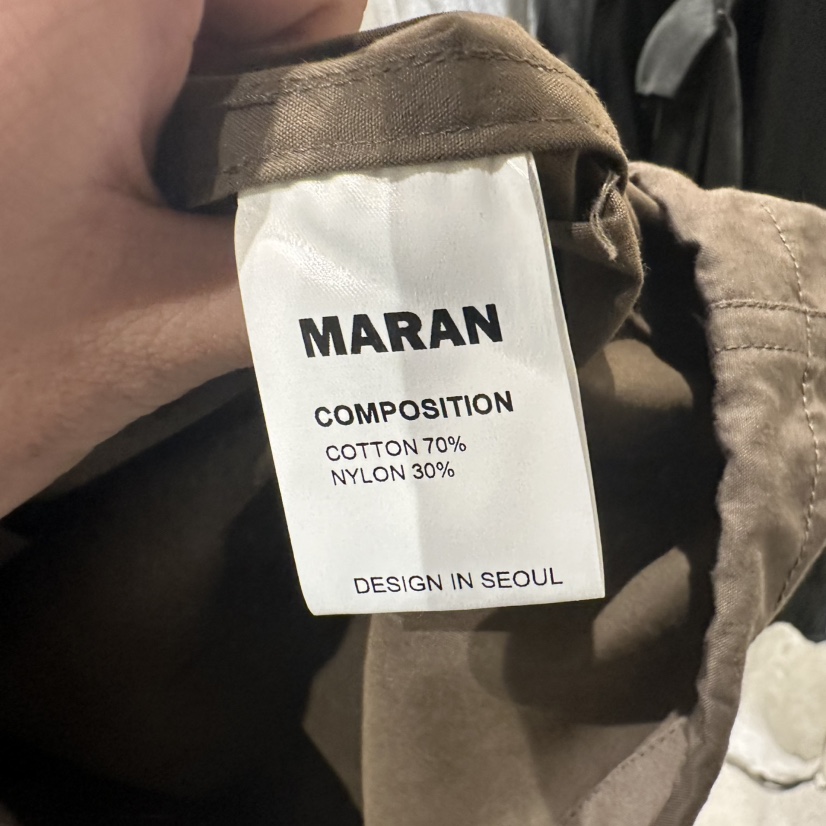 MARAN
COMPOSITION
COTTON 70%
NYLON 30%
DESIGN IN SEOUL